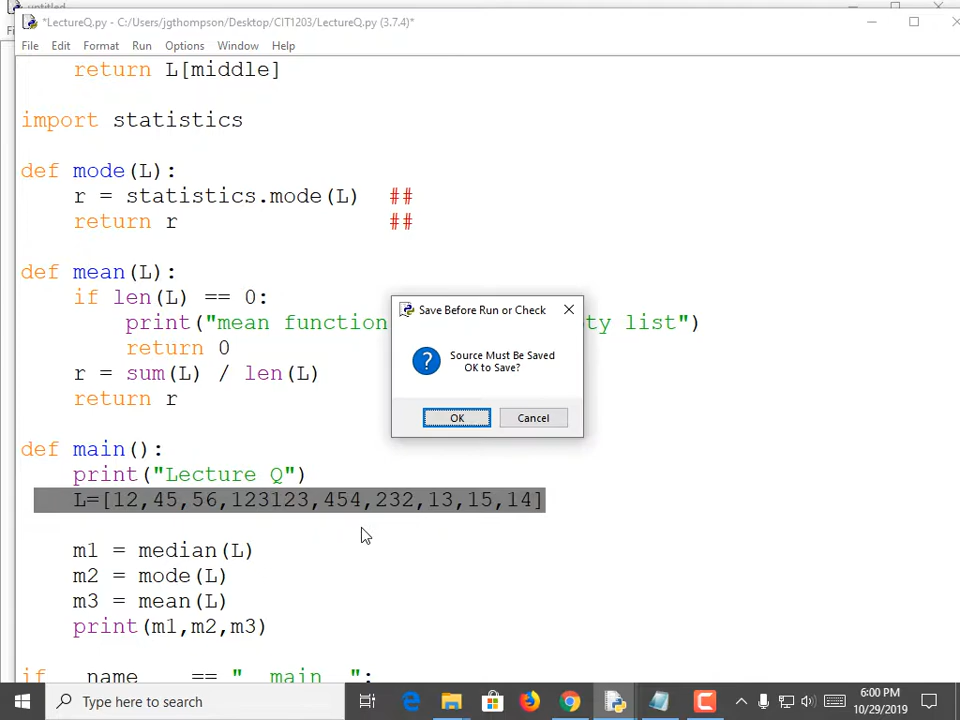 untitled
*LectureQ.py - C:/Users/jgthompson/Desktop/CIT1203/LectureQ.py (3.7.4)*
File Edit Format Run Options Window Help
return L[middle]
import statistics
def mode(L):
r = statistics.mode(L) ##
return r ##
def mean(L):
if len(L) == 0:
print("mean function ty list")
return 0
r = sum(L) / len(L)
return r
Save Before Run or Check
Source Must Be Saved
OK to Save?
OK Cancel
def main():
print("Lecture Q")
L=[12,45,56,123123,454,232,13,15,14]
m1 = median(L)
m2 = mode(L)
m3 = mean(L)
print(m1,m2,m3)
if __name__ == "__main__":
Type here to search
6:00 PM
10/29/2019